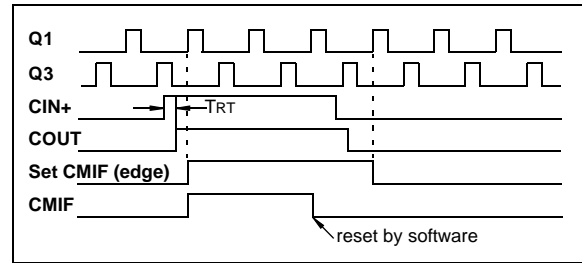 Q1
Q3
CIN+
TRT
COUT
Set CMIF (edge)
CMIF
reset by software